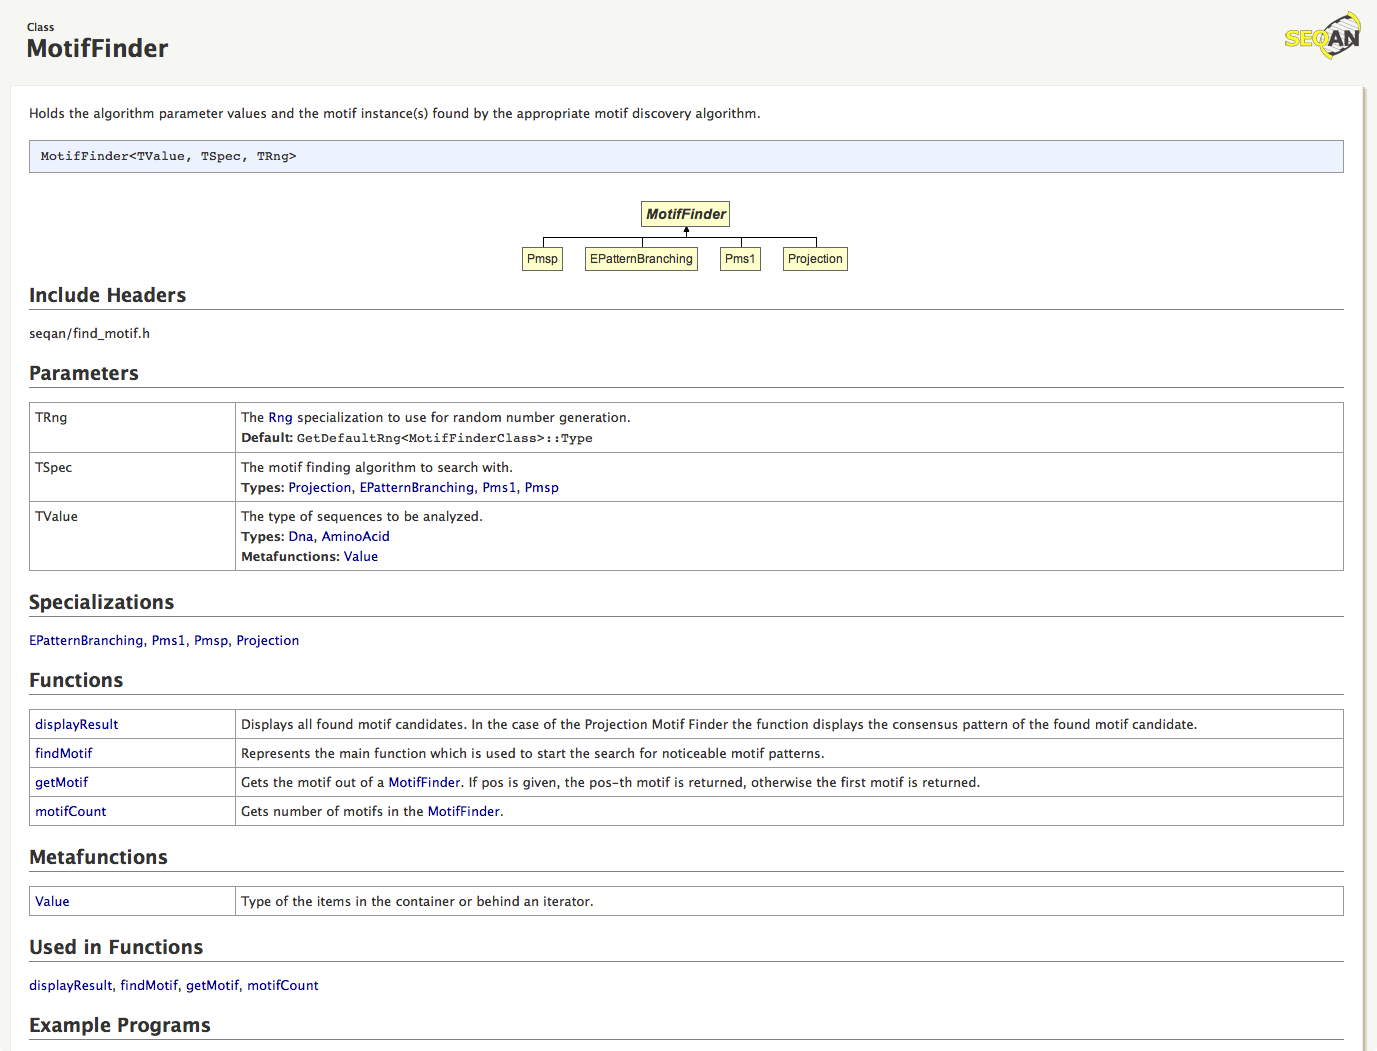 Class
MotifFinder
SEQAN
Holds the algorithm parameter values and the motif instance(s) found by the appropriate motif discovery algorithm.
MotifFinder<TValue, TSpec, TRng>
MotifFinder
Pmsp EPatternBranching Pms1 Projection
Include Headers
seqan/find_motif.h
Parameters
TRng The Rng specialization to use for random number generation.
Default: GetDefaultRng<MotifFinderClass>::Type
TSpec The motif finding algorithm to search with.
Types: Projection, EPatternBranching, Pms1, Pmsp
TValue The type of sequences to be analyzed.
Types: Dna, AminoAcid
Metafunctions: Value
Specializations
EPatternBranching, Pms1, Pmsp, Projection
Functions
displayResult Displays all found motif candidates. In the case of the Projection Motif Finder the function displays the consensus pattern of the found motif candidate.
findMotif Represents the main function which is used to start the search for noticeable motif patterns.
getMotif Gets the motif out of a MotifFinder. If pos is given, the pos-th motif is returned, otherwise the first motif is returned.
motifCount Gets number of motifs in the MotifFinder.
Metafunctions
Value Type of the items in the container or behind an iterator.
Used in Functions
displayResult, findMotif, getMotif, motifCount
Example Programs